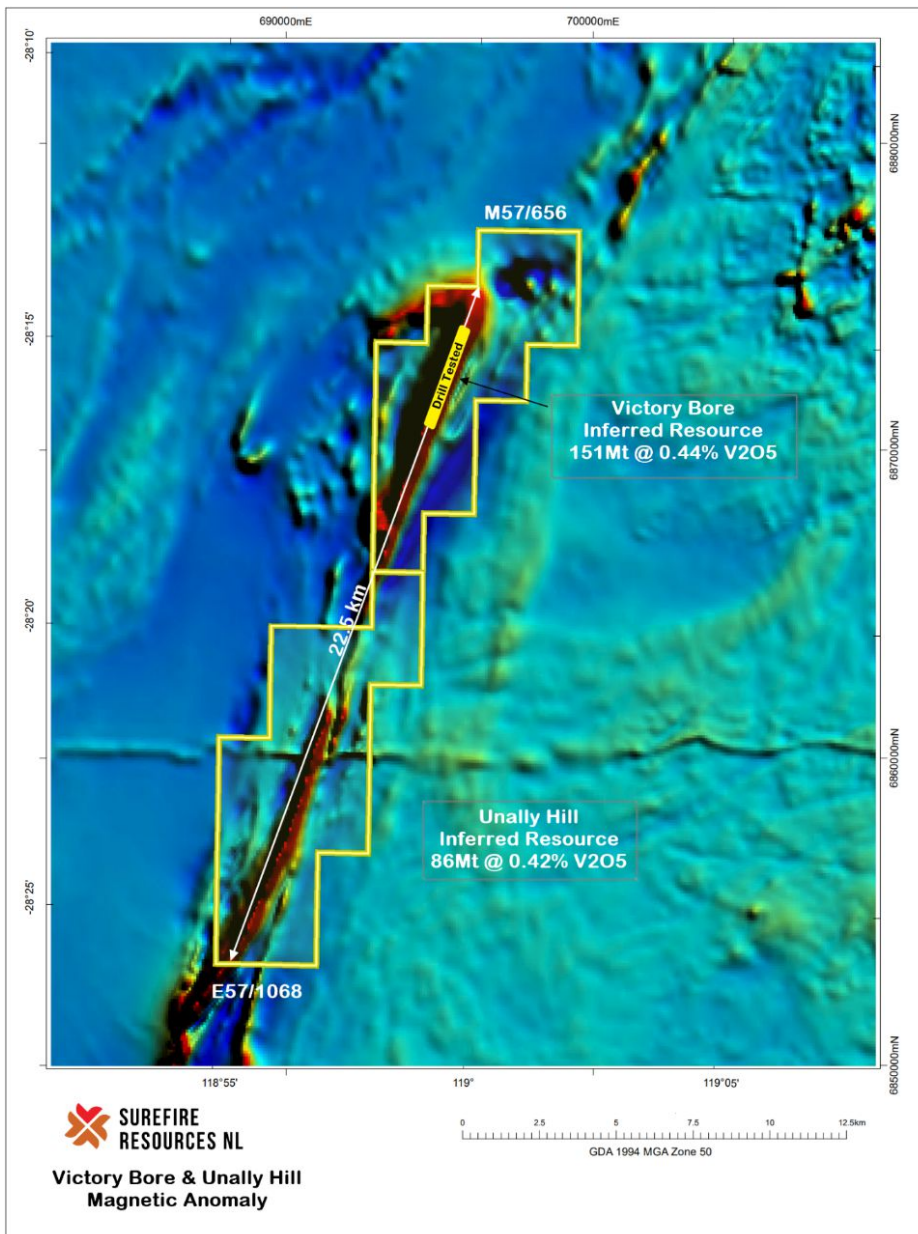 690000mE
700000mE
-28°10'
6880000mN
M57/656
-28°15'
Drill Tested
Victory Bore
Inferred Resource
151Mt @ 0.44% V2O5
6870000mN
22.5 km
-28°20'
6860000mN
Unally Hill
Inferred Resource
86Mt @ 0.42% V2O5
-28°25'
E57/1068
6850000mN
118°55
119°
119°05
SUREFIRE
RESOURCES NL
Victory Bore & Unally Hill
Magnetic Anomaly
0 2.5 5 7.5 10 12.5km
GDA 1994 MGA Zone 50